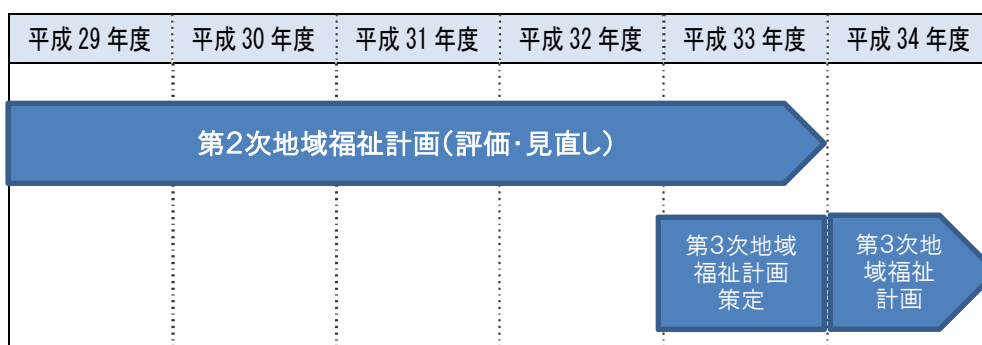 平成 29 年度 平成 30 年度 平成 31 年度 平成 32 年度 平成 33 年度 平成 34 年度
第2次地域福祉計画(評価・見直し)
第3次地域
福祉計画
策定
第3次地
域福祉
計画